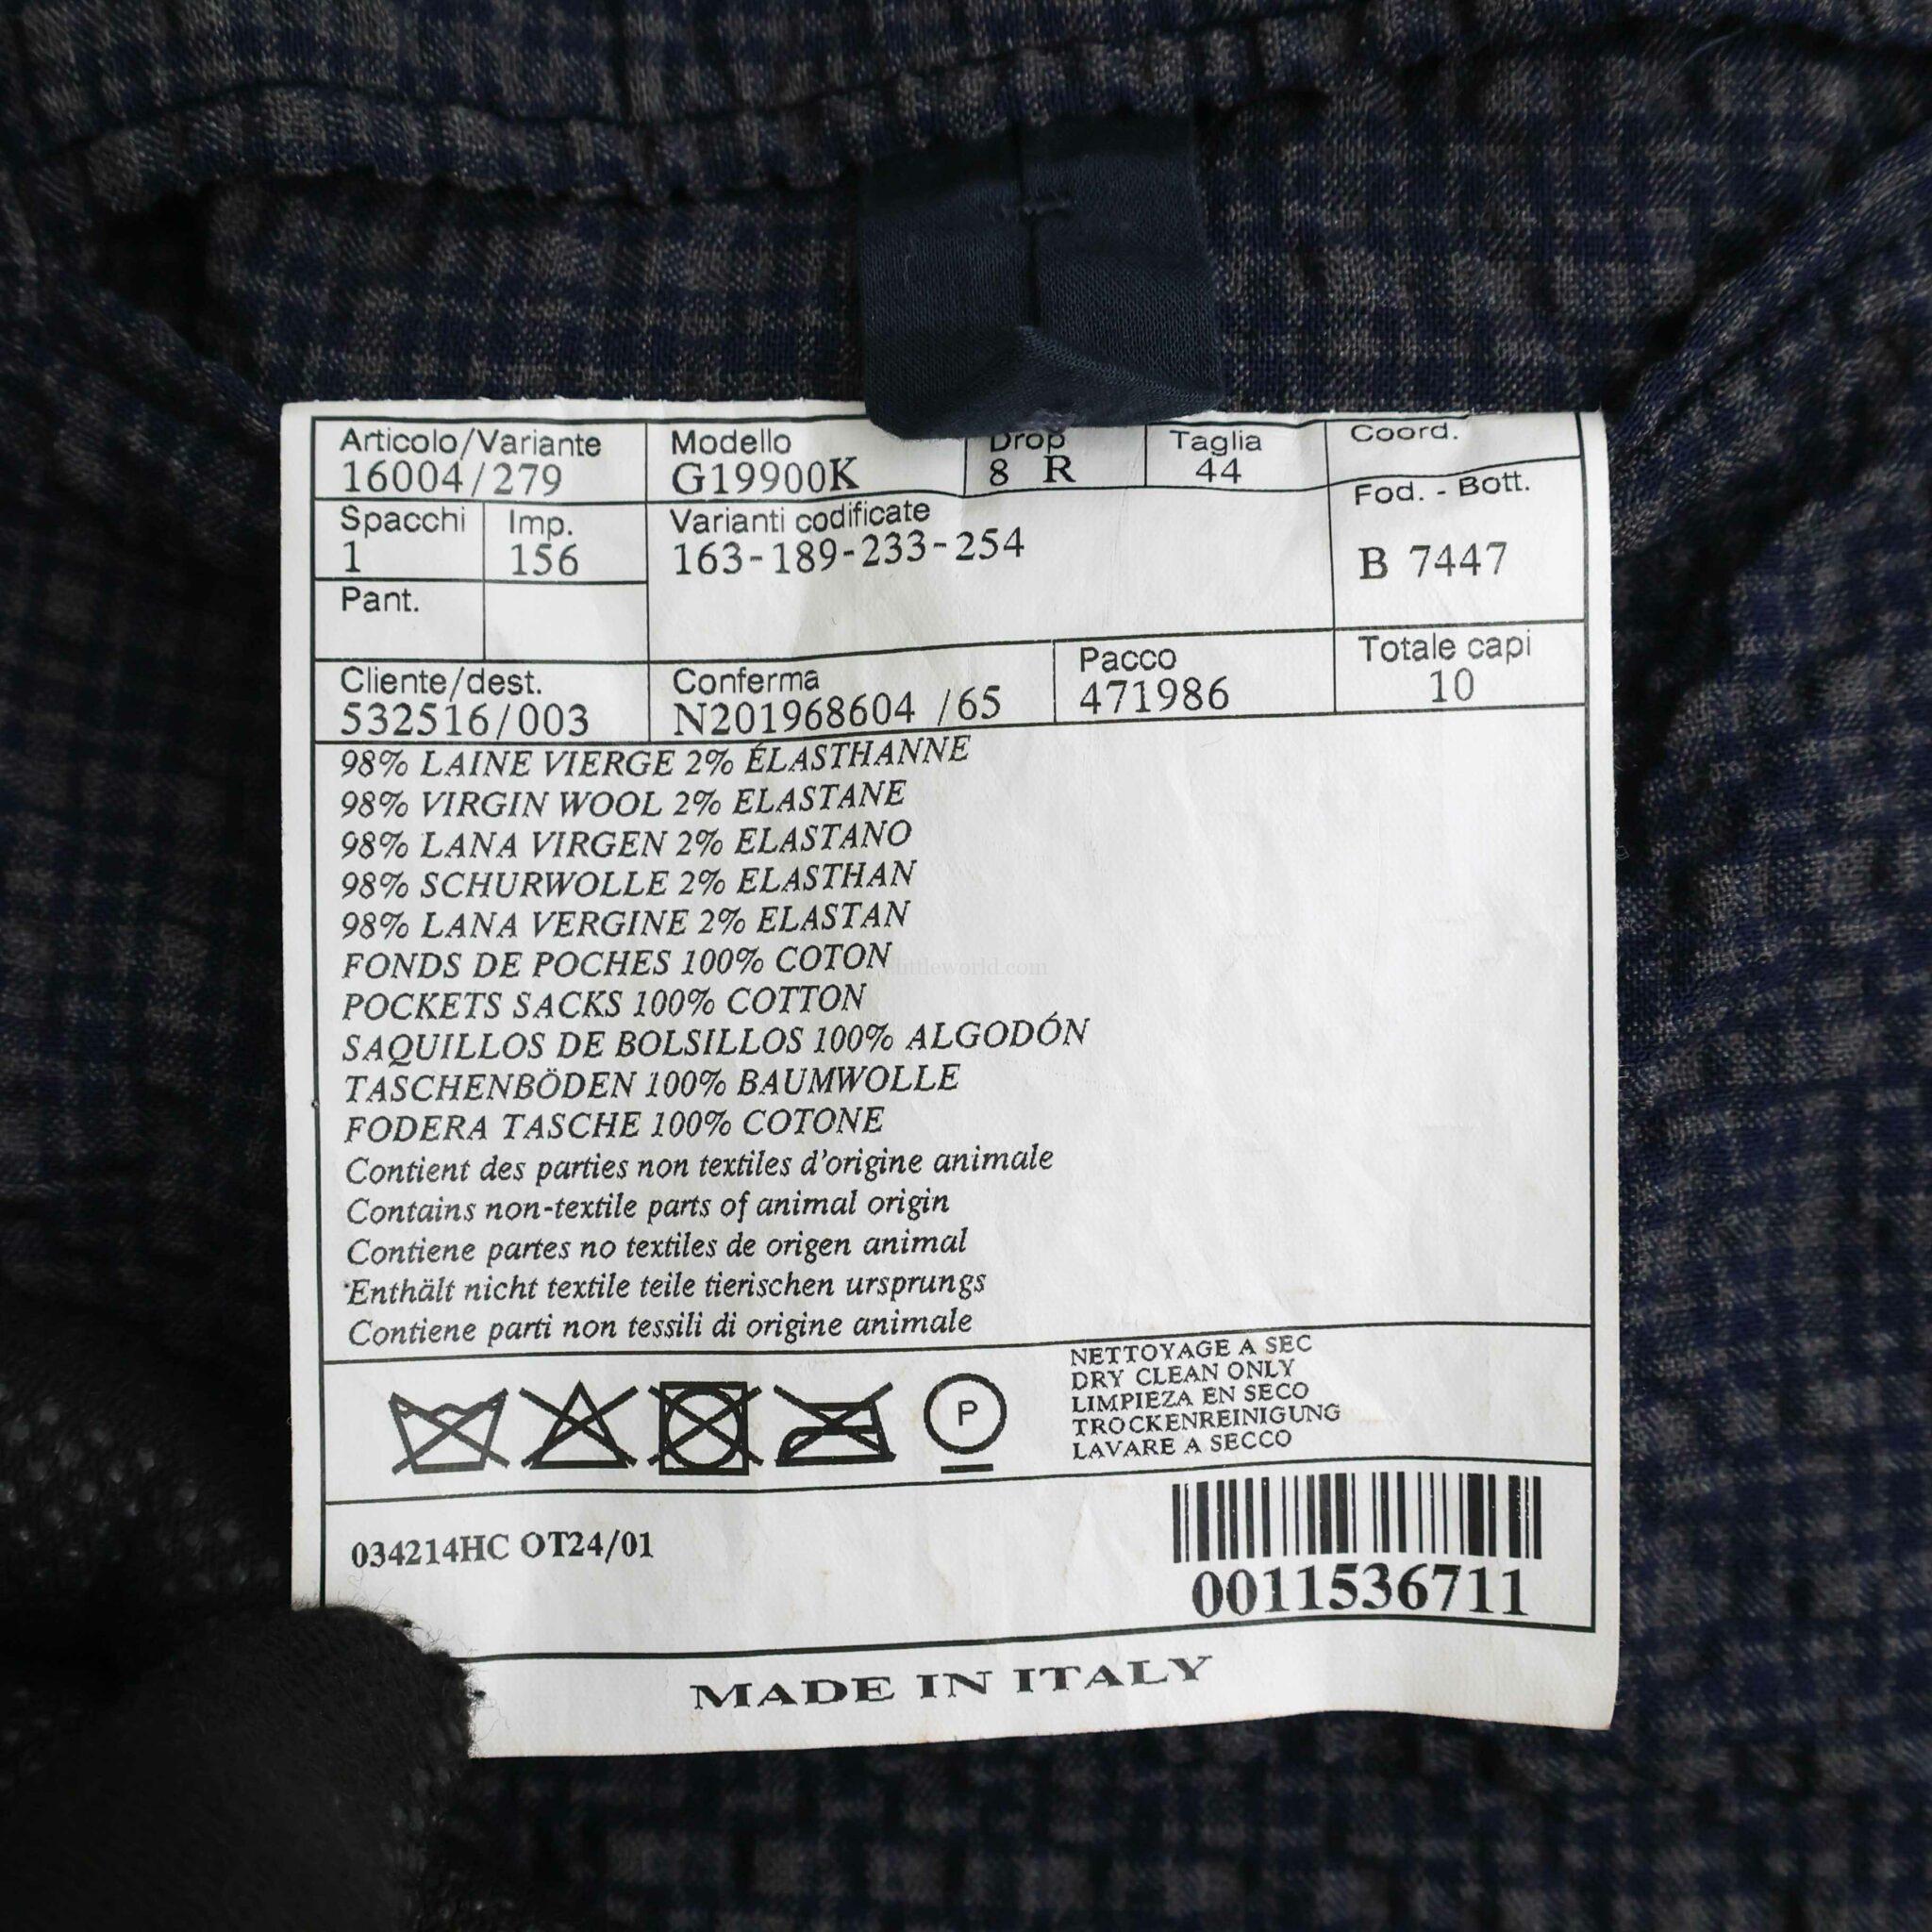 Articolo/Variante
16004/279
Modello
G19900K
Drop
8 R
Taglia
44
Coord.
Spacchi
1
Imp.
156
Varianti codificate
163-189-233-254
Fod. - Bott.
B 7447
Pant.
Cliente/dest.
532516/003
Conferma
N201968604 /65
Pacco
471986
Totale capi
10
98% LAINE VIERGE 2% ÉLASTHANNE
98% VIRGIN WOOL 2% ELASTANE
98% LANA VIRGEN 2% ELASTANO
98% SCHURWOLLE 2% ELASTHAN
98% LANA VERGINE 2% ELASTAN
FONDS DE POCHES 100% COTON
POCKETS SACKS 100% COTTON
SAQUILLOS DE BOLSILLOS 100% ALGODÓN
TASCHENBÖDEN 100% BAUMWOLLE
FODERA TASCHE 100% COTONE
Contient des parties non textiles d'origine animale
Contains non-textile parts of animal origin
Contiene partes no textiles de origen animal
Enthält nicht textile teile tierischen ursprungs
Contiene parti non tessili di origine animale
P
NETTOYAGE A SEC
DRY CLEAN ONLY
LIMPIEZA EN SECO
TROCKENREINIGUNG
LAVARE A SECCO
034214HC OT24/01
0011536711
MADE IN ITALY